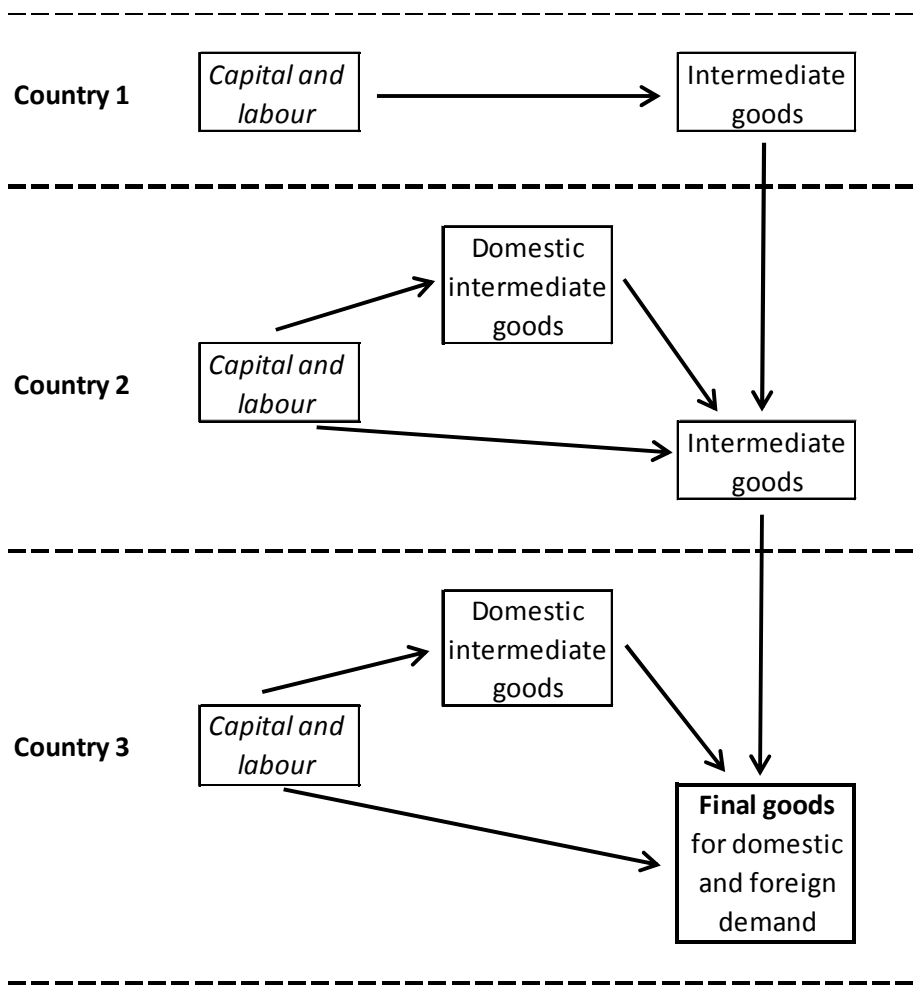 Country 1
Capital and
labour
Intermediate
goods
Domestic
intermediate
goods
Country 2
Capital and
labour
Intermediate
goods
Domestic
intermediate
goods
Country 3
Capital and
labour
Final goods
for domestic
and foreign
demand